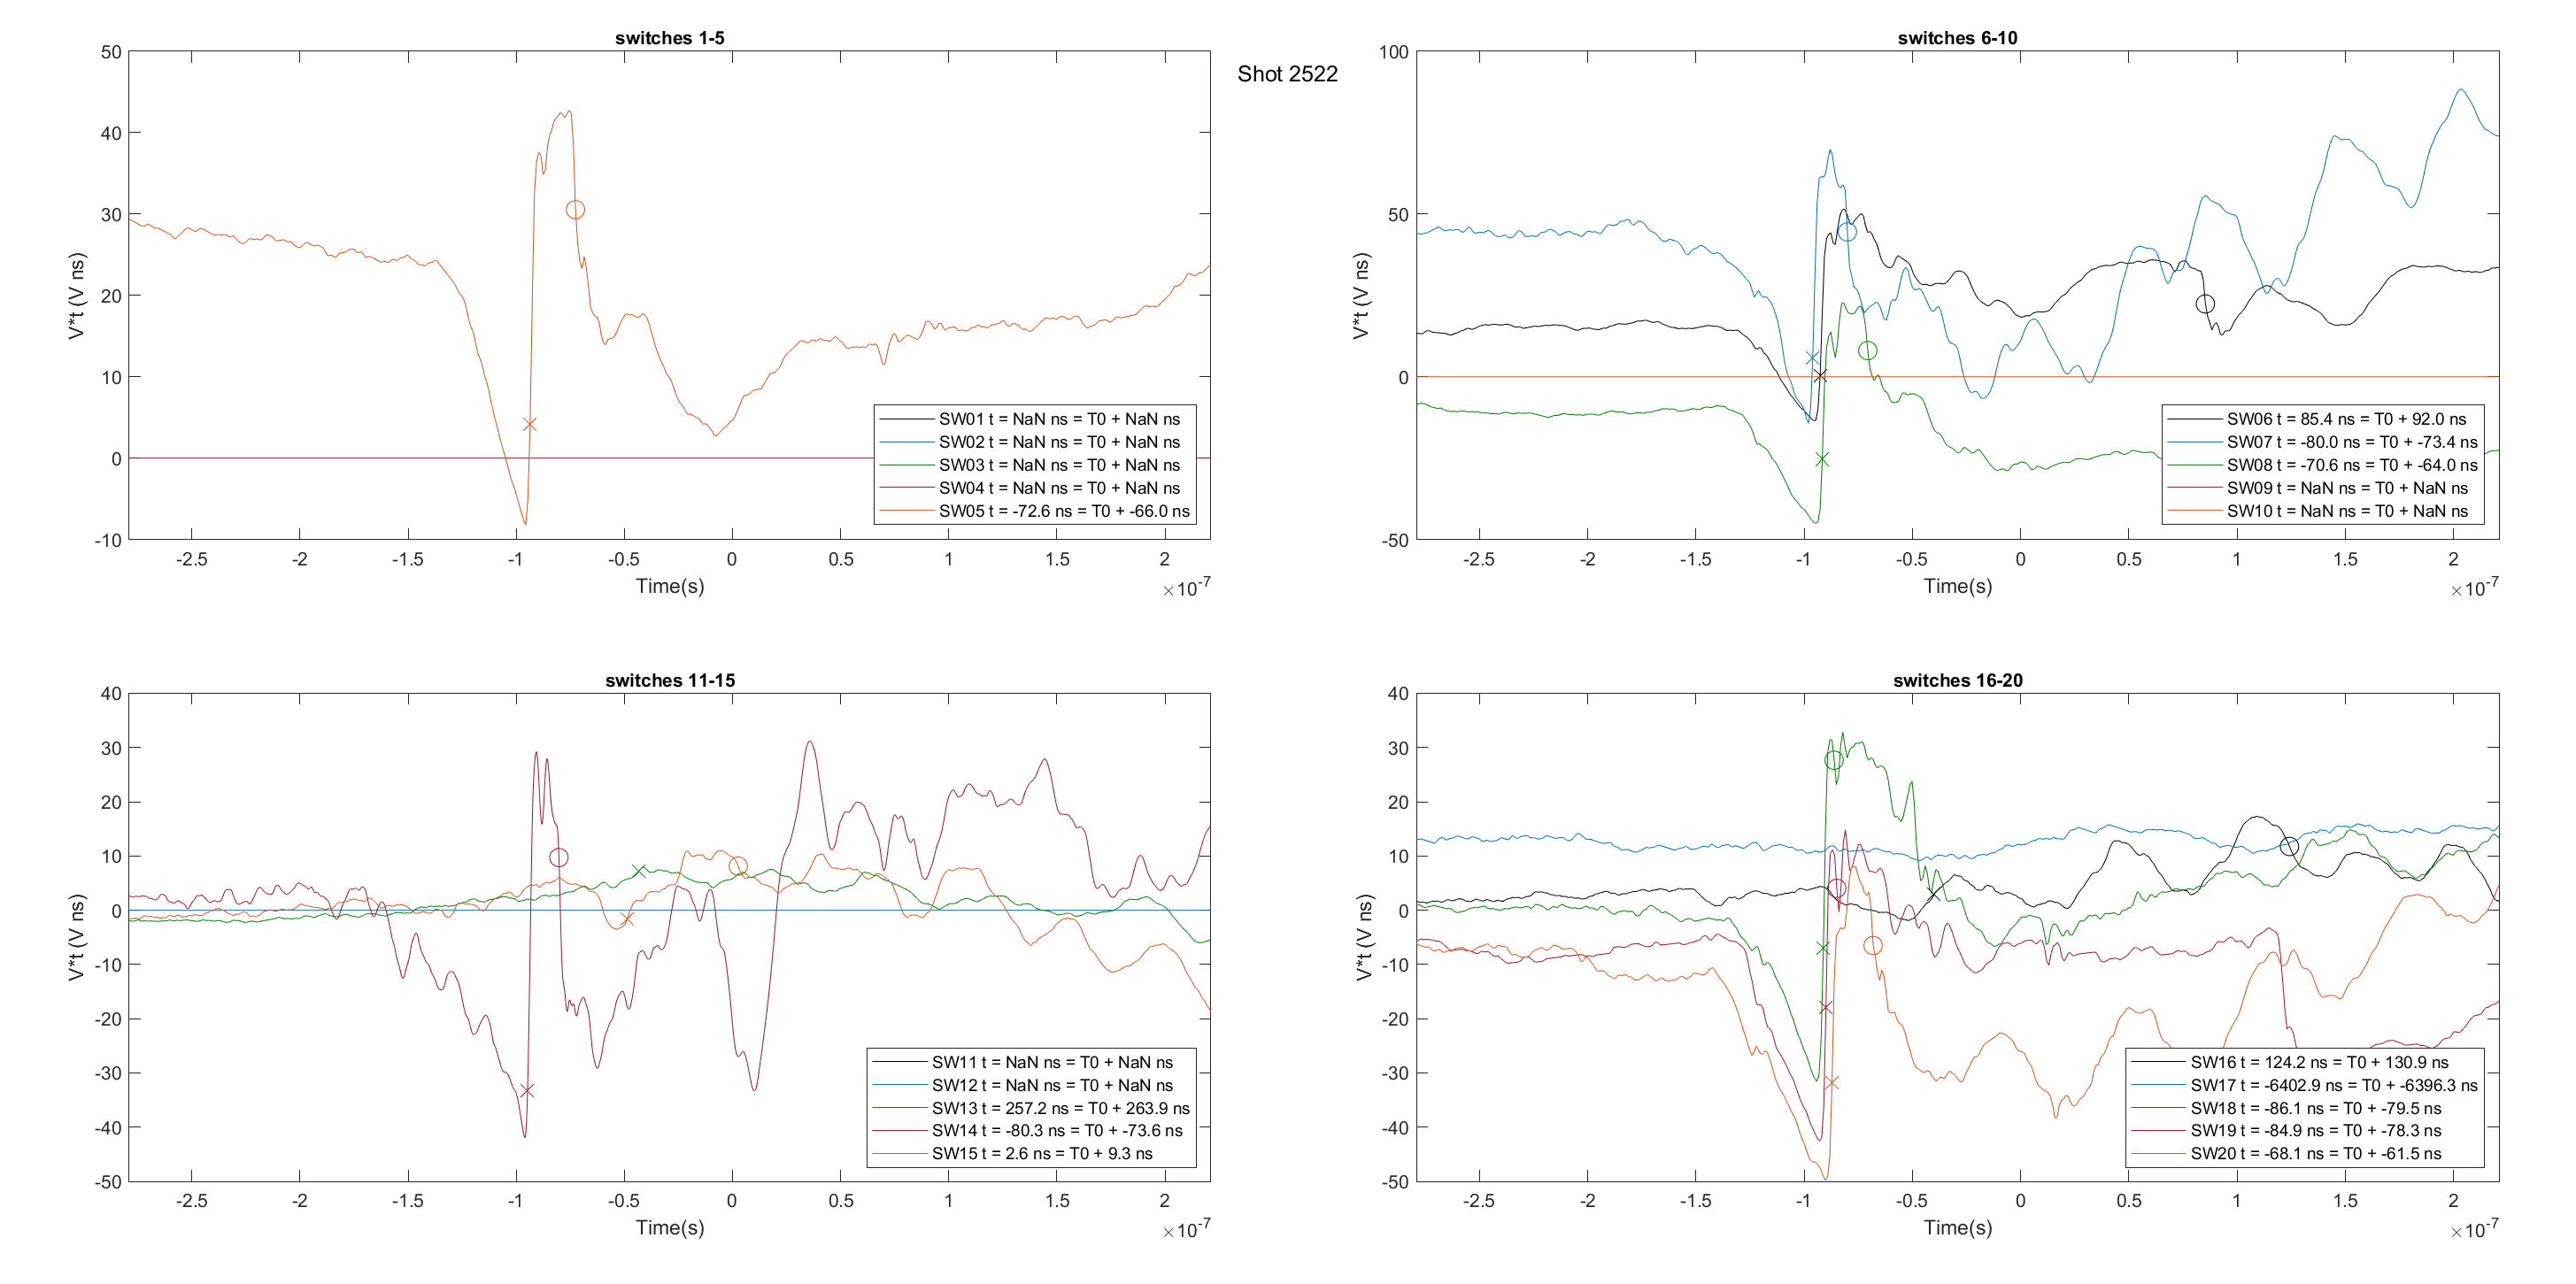 Shot 2522
switches 1-5
50
40
30
20
10
0
-10
V*t (V ns)
-2.5 -2 -1.5 -1 -0.5 0 0.5 1 1.5 2
Time(s)
×10-7
SW01 t = NaN ns = T0 + NaN ns
SW02 t = NaN ns = T0 + NaN ns
SW03 t = NaN ns = T0 + NaN ns
SW04 t = NaN ns = T0 + NaN ns
SW05 t = -72.6 ns = T0 + -66.0 ns
switches 6-10
100
50
0
-50
V*t (V ns)
-2.5 -2 -1.5 -1 -0.5 0 0.5 1 1.5 2
Time(s)
×10-7
SW06 t = 85.4 ns = T0 + 92.0 ns
SW07 t = -80.0 ns = T0 + -73.4 ns
SW08 t = -70.6 ns = T0 + -64.0 ns
SW09 t = NaN ns = T0 + NaN ns
SW10 t = NaN ns = T0 + NaN ns
switches 11-15
40
30
20
10
0
-10
-20
-30
-40
-50
V*t (V ns)
-2.5 -2 -1.5 -1 -0.5 0 0.5 1 1.5 2
Time(s)
×10-7
SW11 t = NaN ns = T0 + NaN ns
SW12 t = NaN ns = T0 + NaN ns
SW13 t = 257.2 ns = T0 + 263.9 ns
SW14 t = -80.3 ns = T0 + -73.6 ns
SW15 t = 2.6 ns = T0 + 9.3 ns
switches 16-20
40
30
20
10
0
-10
-20
-30
-40
-50
V*t (V ns)
-2.5 -2 -1.5 -1 -0.5 0 0.5 1 1.5 2
Time(s)
×10-7
SW16 t = 124.2 ns = T0 + 130.9 ns
SW17 t = -6402.9 ns = T0 + -6396.3 ns
SW18 t = -86.1 ns = T0 + -79.5 ns
SW19 t = -84.9 ns = T0 + -78.3 ns
SW20 t = -68.1 ns = T0 + -61.5 ns